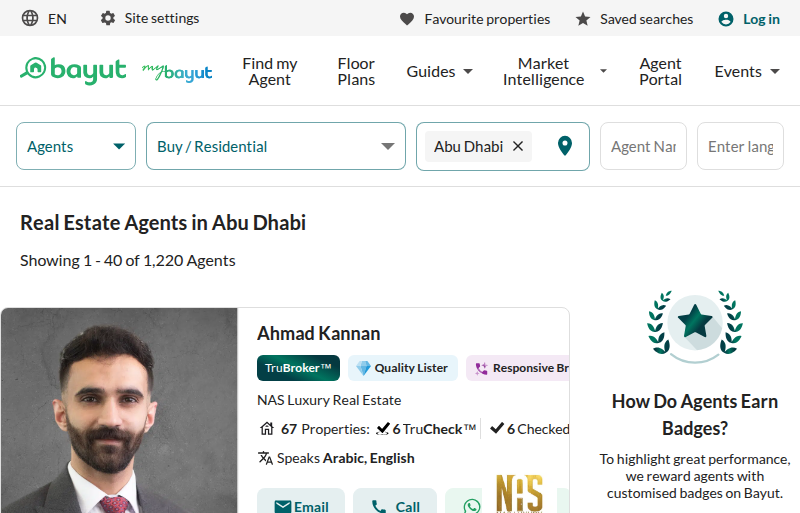 EN
Site settings
Favourite properties
Saved searches
Log in
bayut
my bayut
Find my Agent
Floor Plans
Guides
Market Intelligence
Agent Portal
Events
Agents
Buy / Residential
Abu Dhabi
Agent Nar
Enter lang
Real Estate Agents in Abu Dhabi
Showing 1 - 40 of 1,220 Agents
Ahmad Kannan
TruBroker™
Quality Lister
Responsive Br
NAS Luxury Real Estate
67 Properties: 6 TruCheck™
6 Checked
Speaks Arabic, English
Email
Call
NAS
How Do Agents Earn
Badges?
To highlight great performance,
we reward agents with
customised badges on Bayut.